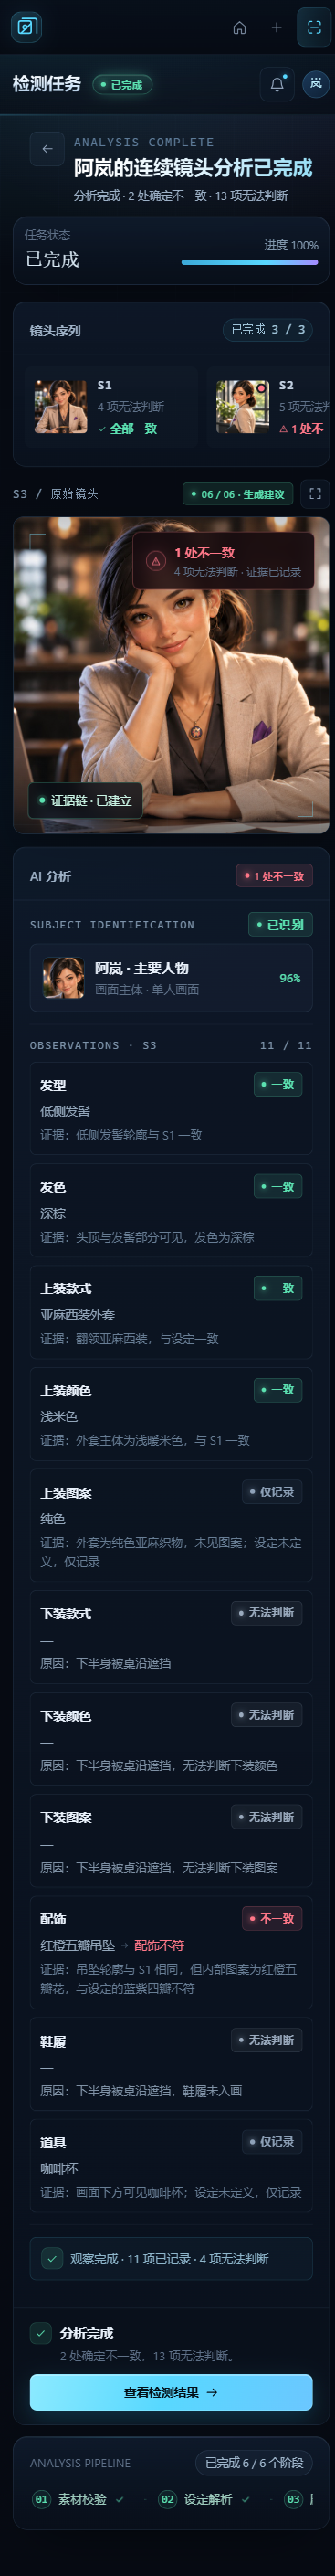 检测任务
已完成
岚
ANALYSIS COMPLETE
阿岚的连续镜头分析已完成
分析完成 · 2 处确定不一致 · 13 项无法判断
任务状态
已完成
进度 100%
镜头序列
已完成 3 / 3
S1
4 项无法判断
全部一致
S2
5 项无法
1 处不一
S3 / 原始镜头
06 / 06 · 生成建议
1 处不一致
4 项无法判断 · 证据已记录
证据链 · 已建立
AI 分析
1 处不一致
SUBJECT IDENTIFICATION
已识别
阿岚 · 主要人物
画面主体 · 单人画面
96%
OBSERVATIONS · S3
11 / 11
发型
一致
低侧发髻
证据：低侧发髻轮廓与 S1 一致
发色
一致
深棕
证据：头顶与发髻部分可见，发色为深棕
上装款式
一致
亚麻西装外套
证据：翻领亚麻西装，与设定一致
上装颜色
一致
浅米色
证据：外套主体为浅暖米色，与 S1 一致
上装图案
仅记录
纯色
证据：外套为纯色亚麻织物，未见图案；设定未定
义，仅记录
下装款式
无法判断
—
原因：下半身被桌沿遮挡
下装颜色
无法判断
—
原因：下半身被桌沿遮挡，无法判断下装颜色
下装图案
无法判断
—
原因：下半身被桌沿遮挡，无法判断下装图案
配饰
不一致
红橙五瓣吊坠 → 配饰不符
证据：吊坠轮廓与 S1 相同，但内部图案为红橙五
瓣花，与设定的蓝紫四瓣不符
鞋履
无法判断
—
原因：下半身被桌沿遮挡，鞋履未入画
道具
仅记录
咖啡杯
证据：画面下方可见咖啡杯；设定未定义，仅记录
观察完成 · 11 项已记录 · 4 项无法判断
分析完成
2 处确定不一致，13 项无法判断。
查看检测结果 →
ANALYSIS PIPELINE
已完成 6 / 6 个阶段
01 素材校验
02 设定解析
03